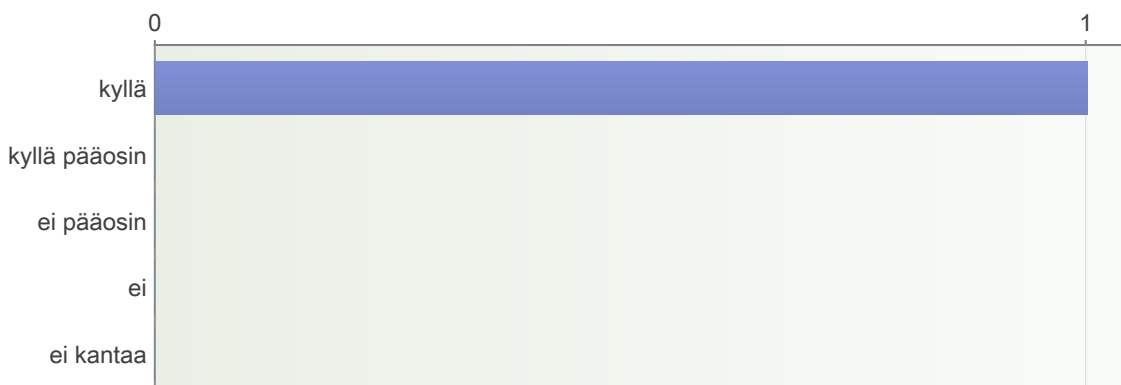 0 1
kyllä
kyllä pääosin
ei pääosin
ei
ei kantaa